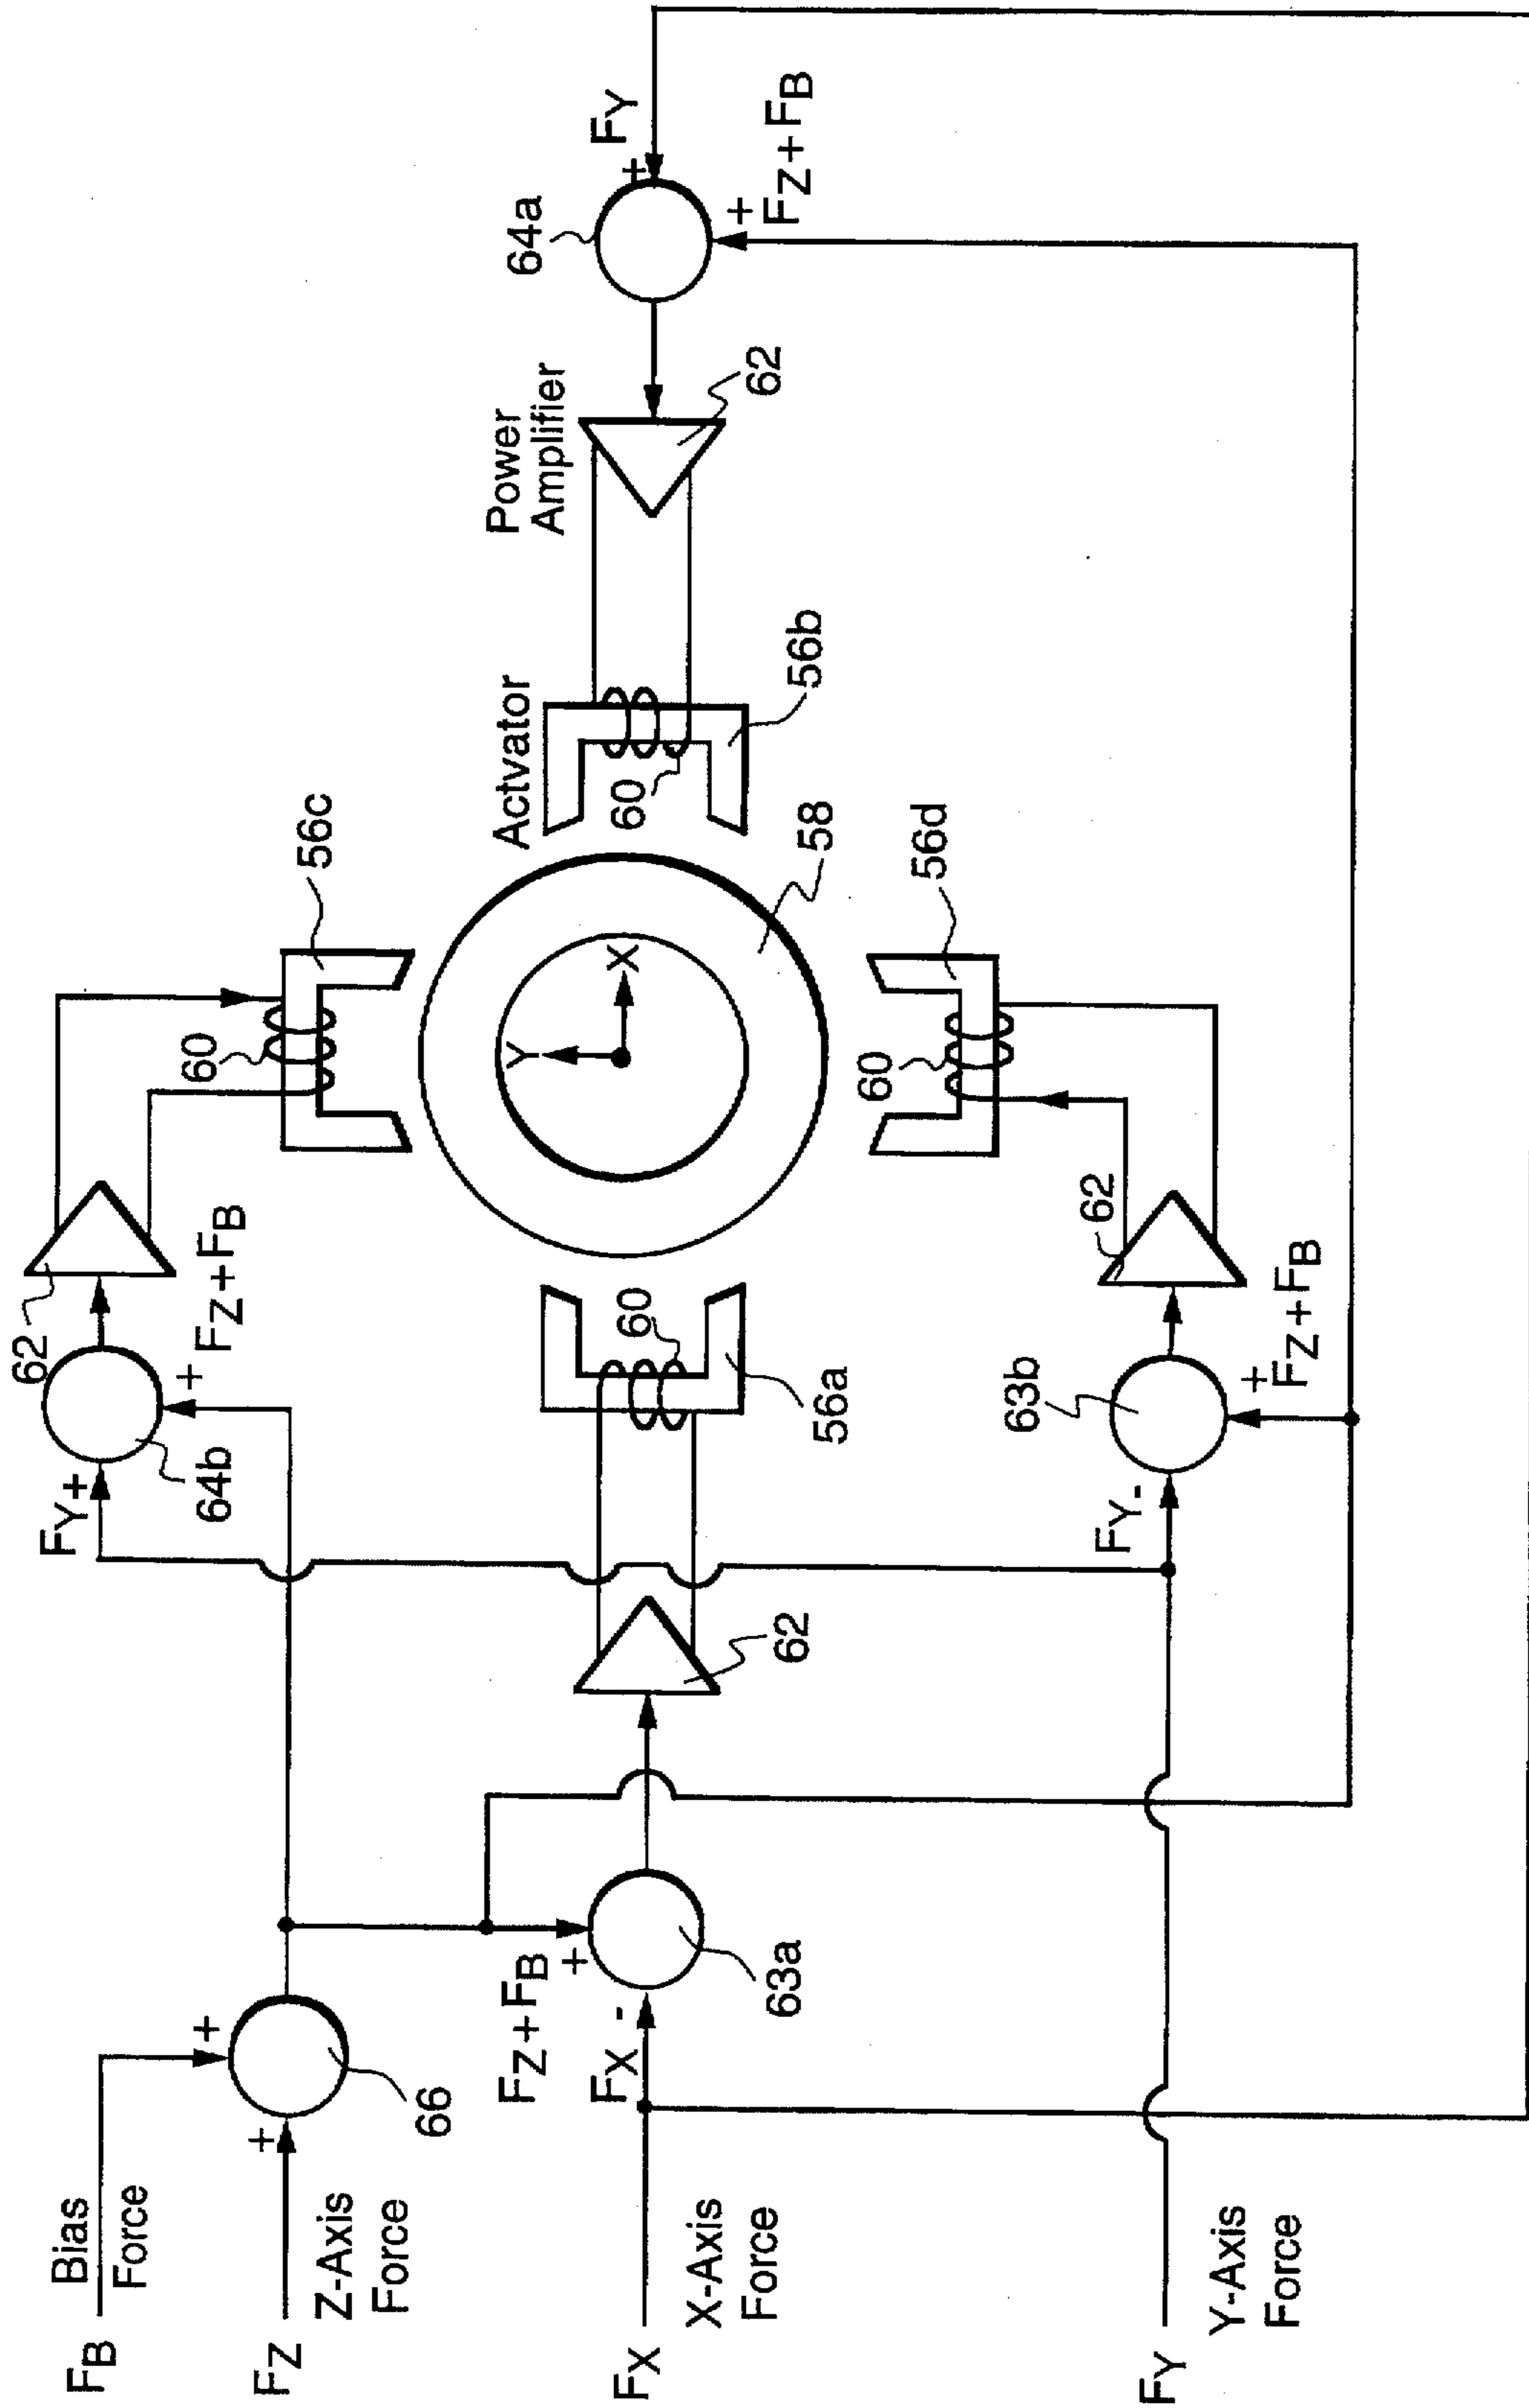 FB
Bias
Force
+
FZ
Z-Axis
Force
+
66
FX
X-Axis
Force
FX -
FZ+FB
+
63a
FY
Y-Axis
Force
FY+
64b
+
FZ+FB
62
62
60
56c
62
56a
60
Y
X
58
FY-
63b
+
FZ+FB
62
60
56d
Actvator
60
56b
Power
Amplifier
62
64a
+
FY
+
FZ+FB